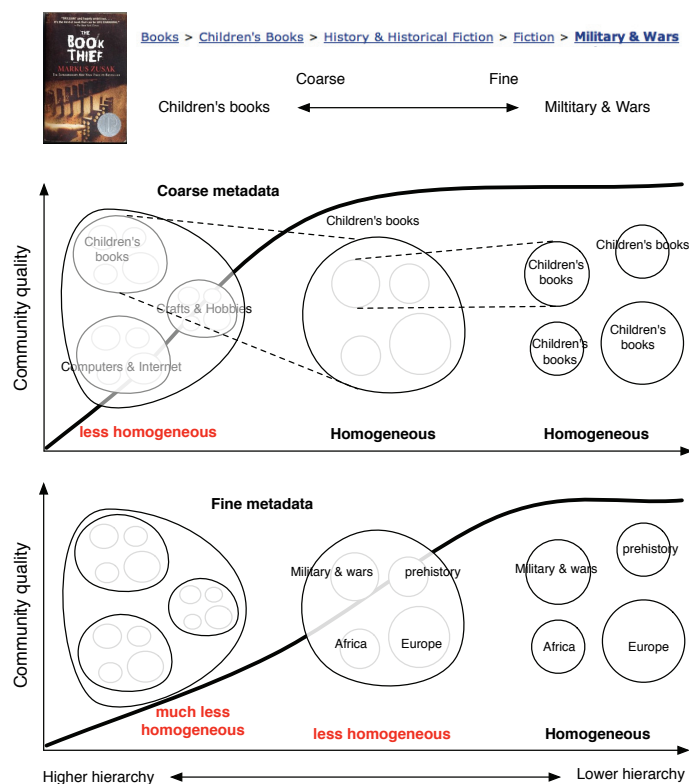 THE
BOOK
THIEF
MARKUS ZUSAK
Books > Children's Books > History & Historical Fiction > Fiction > Military & Wars
Coarse
Fine
Children's books
Miltitary & Wars
Coarse metadata
Children's books
Children's
books
Crafts & Hobbies
Computers & Internet
Children's
books
Children's books
Children's
books
Children's
books
Community quality
less homogeneous
Homogeneous
Homogeneous
Fine metadata
Military & wars
prehistory
Africa
Europe
Military & wars
prehistory
Africa
Europe
Community quality
much less
homogeneous
less homogeneous
Homogeneous
Higher hierarchy
Lower hierarchy